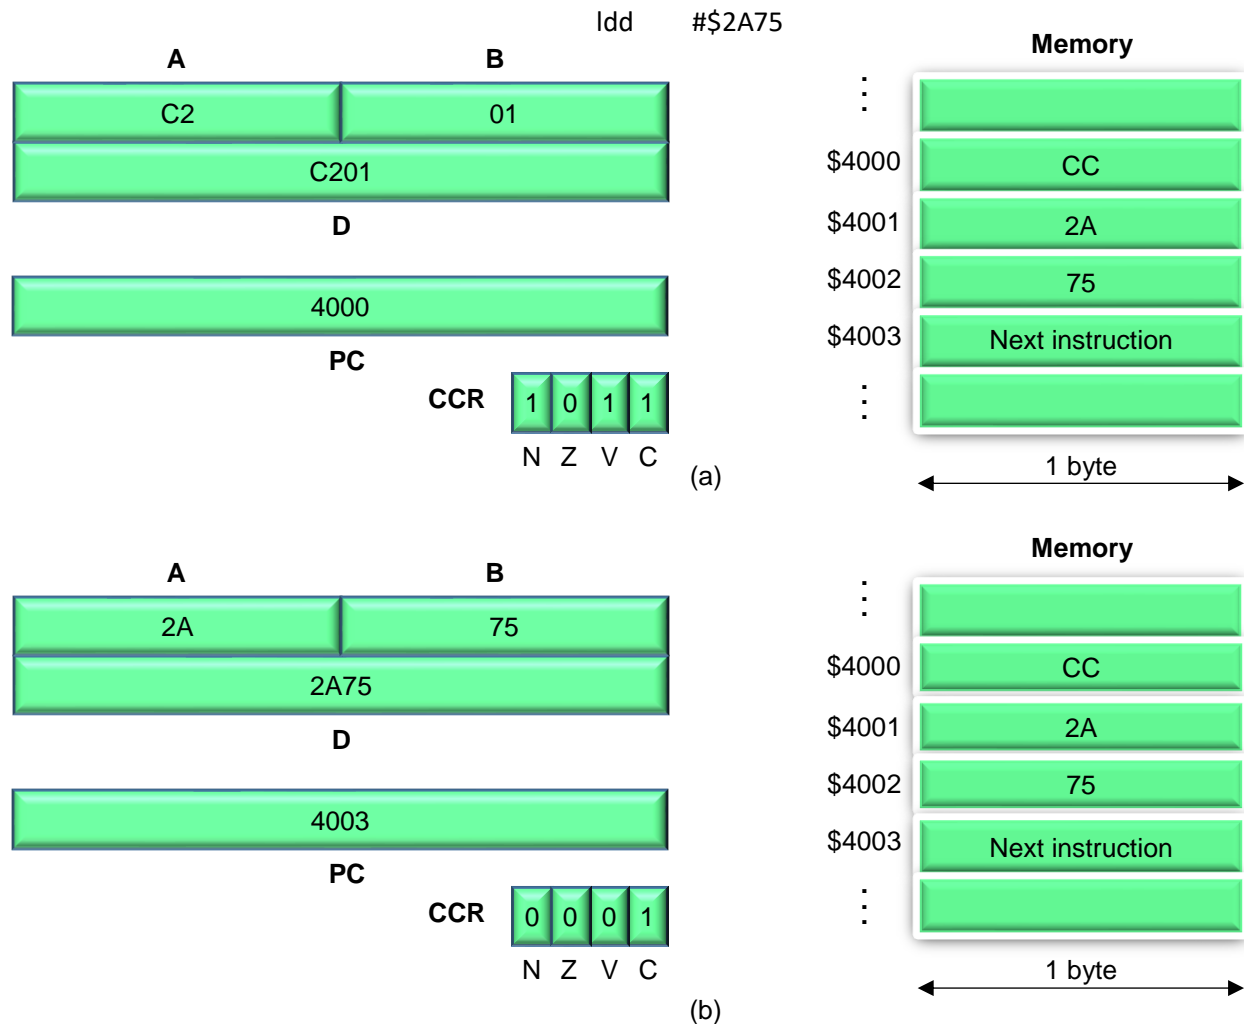 ldd #$2A75
Memory
A B
C2 01
C201
D
4000
PC
CCR 1 0 1 1
N Z V C
$4000 CC
$4001 2A
$4002 75
$4003 Next instruction
1 byte
(a)
Memory
A B
2A 75
2A75
D
4003
PC
CCR 0 0 0 1
N Z V C
$4000 CC
$4001 2A
$4002 75
$4003 Next instruction
1 byte
(b)